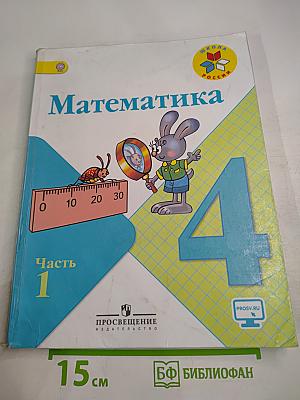 ШКОЛА
РОССИИ
Математика
0 10 20 30
Часть
1
4
ПРОСВЕЩЕНИЕ
ИЗДАТЕЛЬСТВО
PROSV.RU
15 см
БФ БИБЛИОФАН